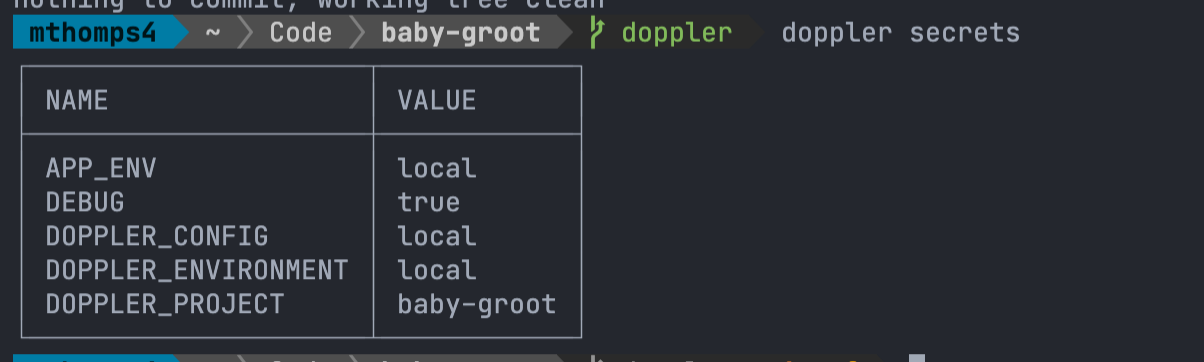 nothing to commit, working tree clean
mthomps4 ~ Code baby-groot doppler doppler secrets
NAME VALUE
APP_ENV local
DEBUG true
DOPPLER_CONFIG local
DOPPLER_ENVIRONMENT local
DOPPLER_PROJECT baby-groot